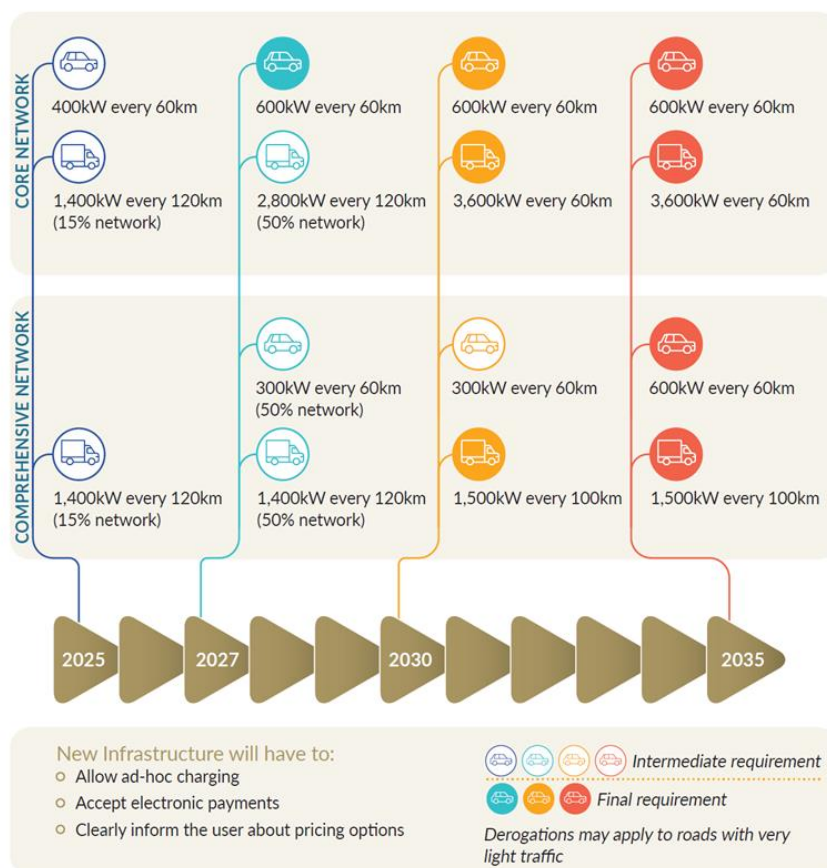 CORE NETWORK
400kW every 60km
600kW every 60km
600kW every 60km
600kW every 60km
1,400kW every 120km
(15% network)
2,800kW every 120km
(50% network)
3,600kW every 60km
3,600kW every 60km
COMPREHENSIVE NETWORK
300kW every 60km
(50% network)
300kW every 60km
600kW every 60km
1,400kW every 120km
(15% network)
1,400kW every 120km
(50% network)
1,500kW every 100km
1,500kW every 100km
2025
2027
2030
2035
New Infrastructure will have to:
Allow ad-hoc charging
Accept electronic payments
Clearly inform the user about pricing options
Intermediate requirement
Final requirement
Derogations may apply to roads with very
light traffic